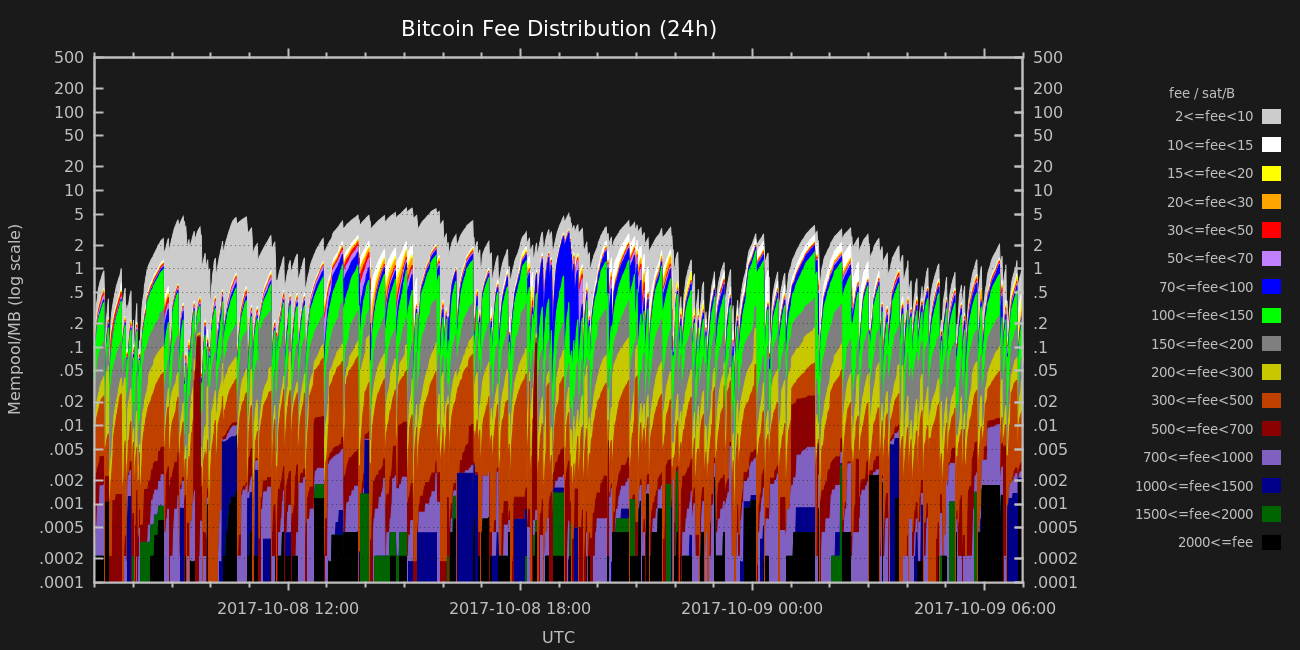 Bitcoin Fee Distribution (24h)
500
200
100
50
20
10
5
2
1
.5
.2
.1
.05
.02
.01
.005
.002
.001
.0005
.0002
.0001
Mempool/MB (log scale)
500
200
100
50
20
10
5
2
1
.5
.2
.1
.05
.02
.01
.005
.002
.001
.0005
.0002
.0001
2017-10-08 12:00
2017-10-08 18:00
2017-10-09 00:00
2017-10-09 06:00
UTC
fee / sat/B
2<=fee<10
10<=fee<15
15<=fee<20
20<=fee<30
30<=fee<50
50<=fee<70
70<=fee<100
100<=fee<150
150<=fee<200
200<=fee<300
300<=fee<500
500<=fee<700
700<=fee<1000
1000<=fee<1500
1500<=fee<2000
2000<=fee